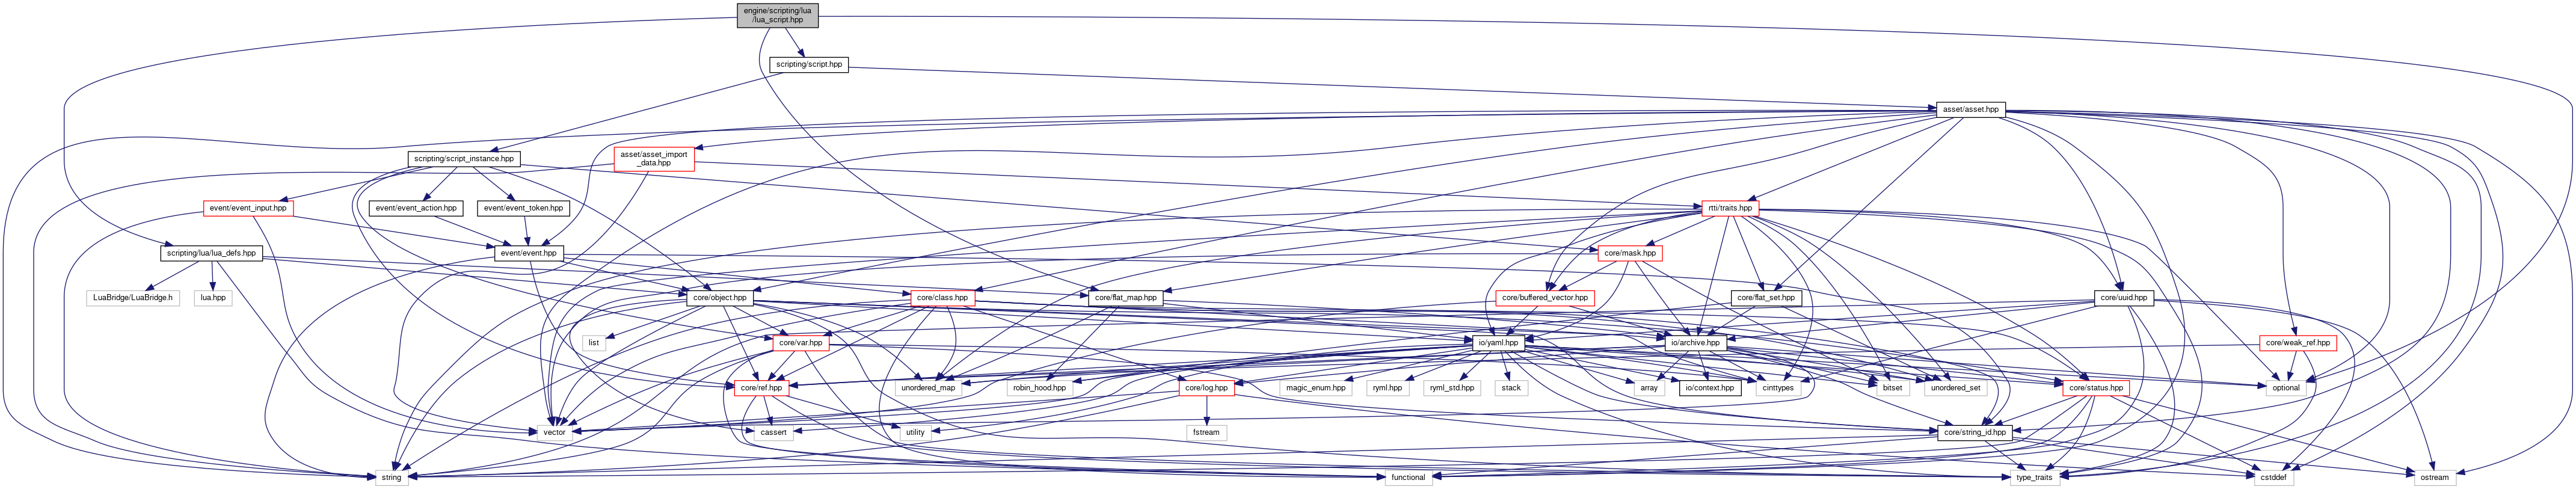 engine/scripting/lua
/lua_script.hpp
scripting/script.hpp
asset/asset.hpp
scripting/script_instance.hpp
asset/asset_import
_data.hpp
event/event_input.hpp
event/event_action.hpp
event/event_token.hpp
rtti/traits.hpp
scripting/lua/lua_defs.hpp
event/event.hpp
core/mask.hpp
LuaBridge/LuaBridge.h
lua.hpp
core/object.hpp
core/class.hpp
core/flat_map.hpp
core/buffered_vector.hpp
core/flat_set.hpp
core/uuid.hpp
list
core/var.hpp
io/yaml.hpp
io/archive.hpp
core/weak_ref.hpp
core/ref.hpp
unordered_map
robin_hood.hpp
core/log.hpp
magic_enum.hpp
ryml.hpp
ryml_std.hpp
stack
array
io/context.hpp
cinttypes
bitset
unordered_set
core/status.hpp
optional
vector
cassert
utility
fstream
core/string_id.hpp
string
functional
type_traits
cstddef
ostream